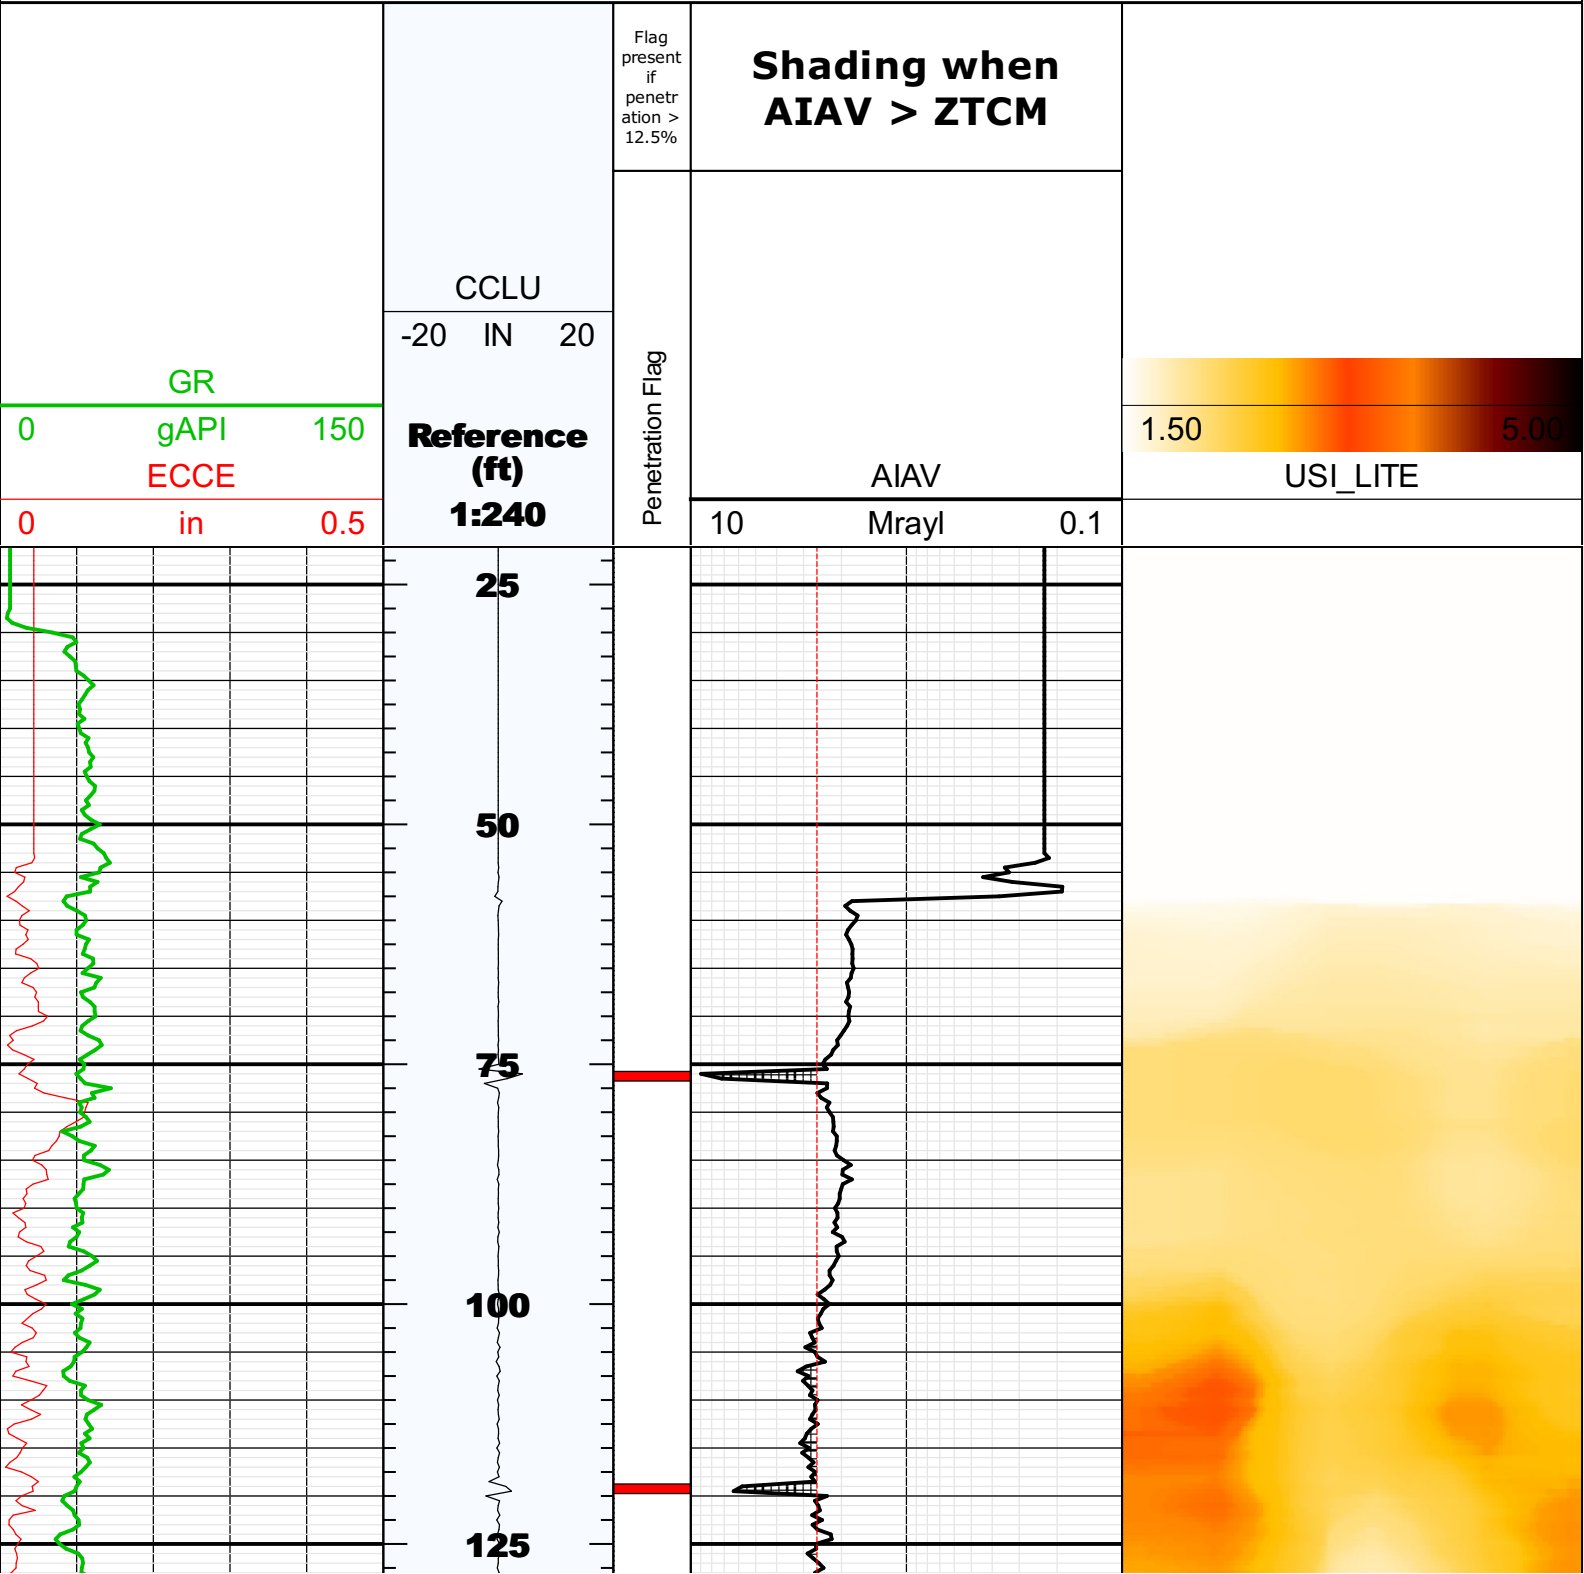 Flag
present
if
penetr
ation >
12.5%
Shading when
AIAV > ZTCM
CCLU
-20 IN 20
GR
0 gAPI 150
ECCE
0 in 0.5
Reference
(ft)
1:240
Penetration Flag
AIAV
10 Mrayl 0.1
1.50 5.00
USI_LITE
25
50
75
100
125